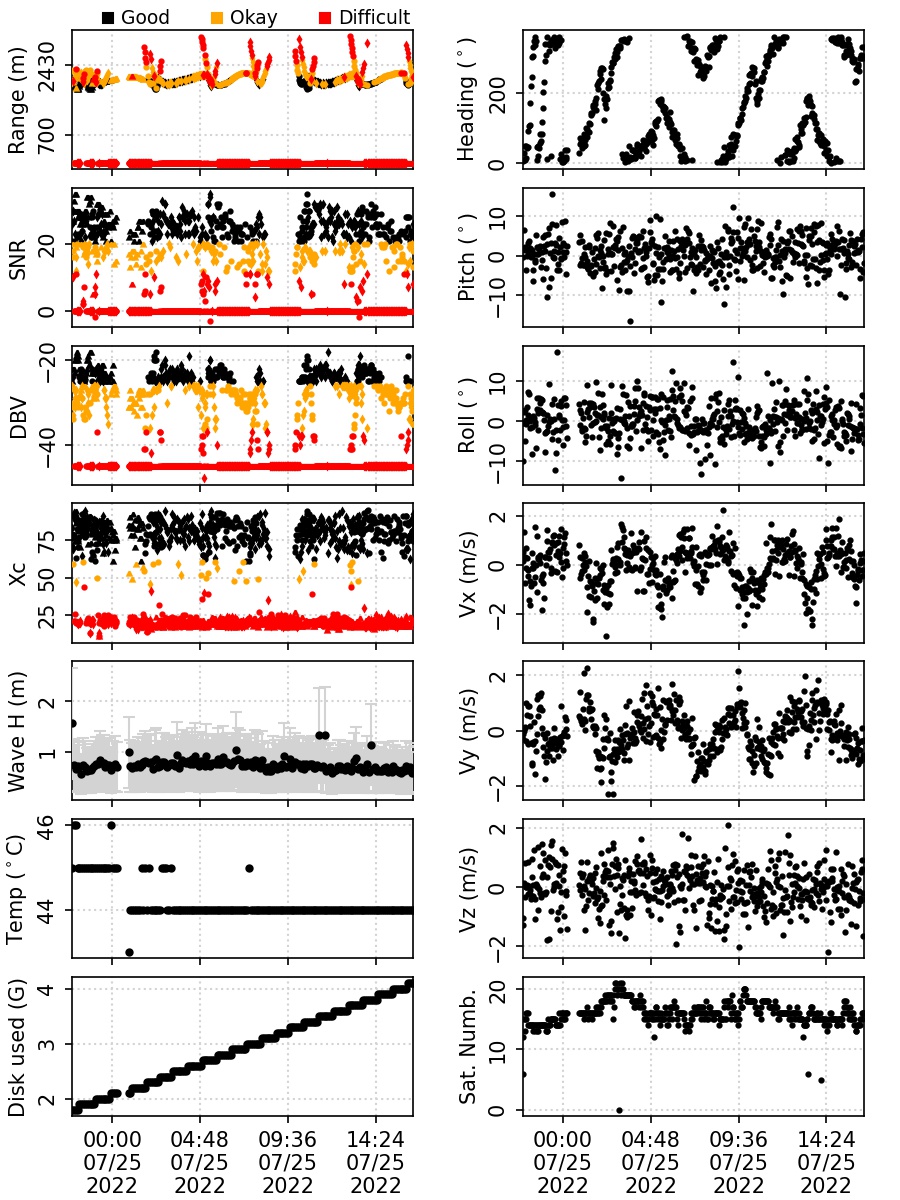 Good Okay Difficult
Range (m)
2430
700
Heading (°)
200
0
SNR
20
0
Pitch (°)
10
0
−10
DBV
−20
−40
Roll (°)
10
0
−10
Xc
75
50
25
Vx (m/s)
2
0
−2
Wave H (m)
2
1
Vy (m/s)
2
0
−2
Temp (°C)
46
44
Vz (m/s)
2
0
−2
Disk used (G)
4
3
2
Sat. Numb.
20
10
0
00:00 04:48 09:36 14:24 00:00 04:48 09:36 14:24
07/25 07/25 07/25 07/25 07/25 07/25 07/25 07/25
2022 2022 2022 2022 2022 2022 2022 2022